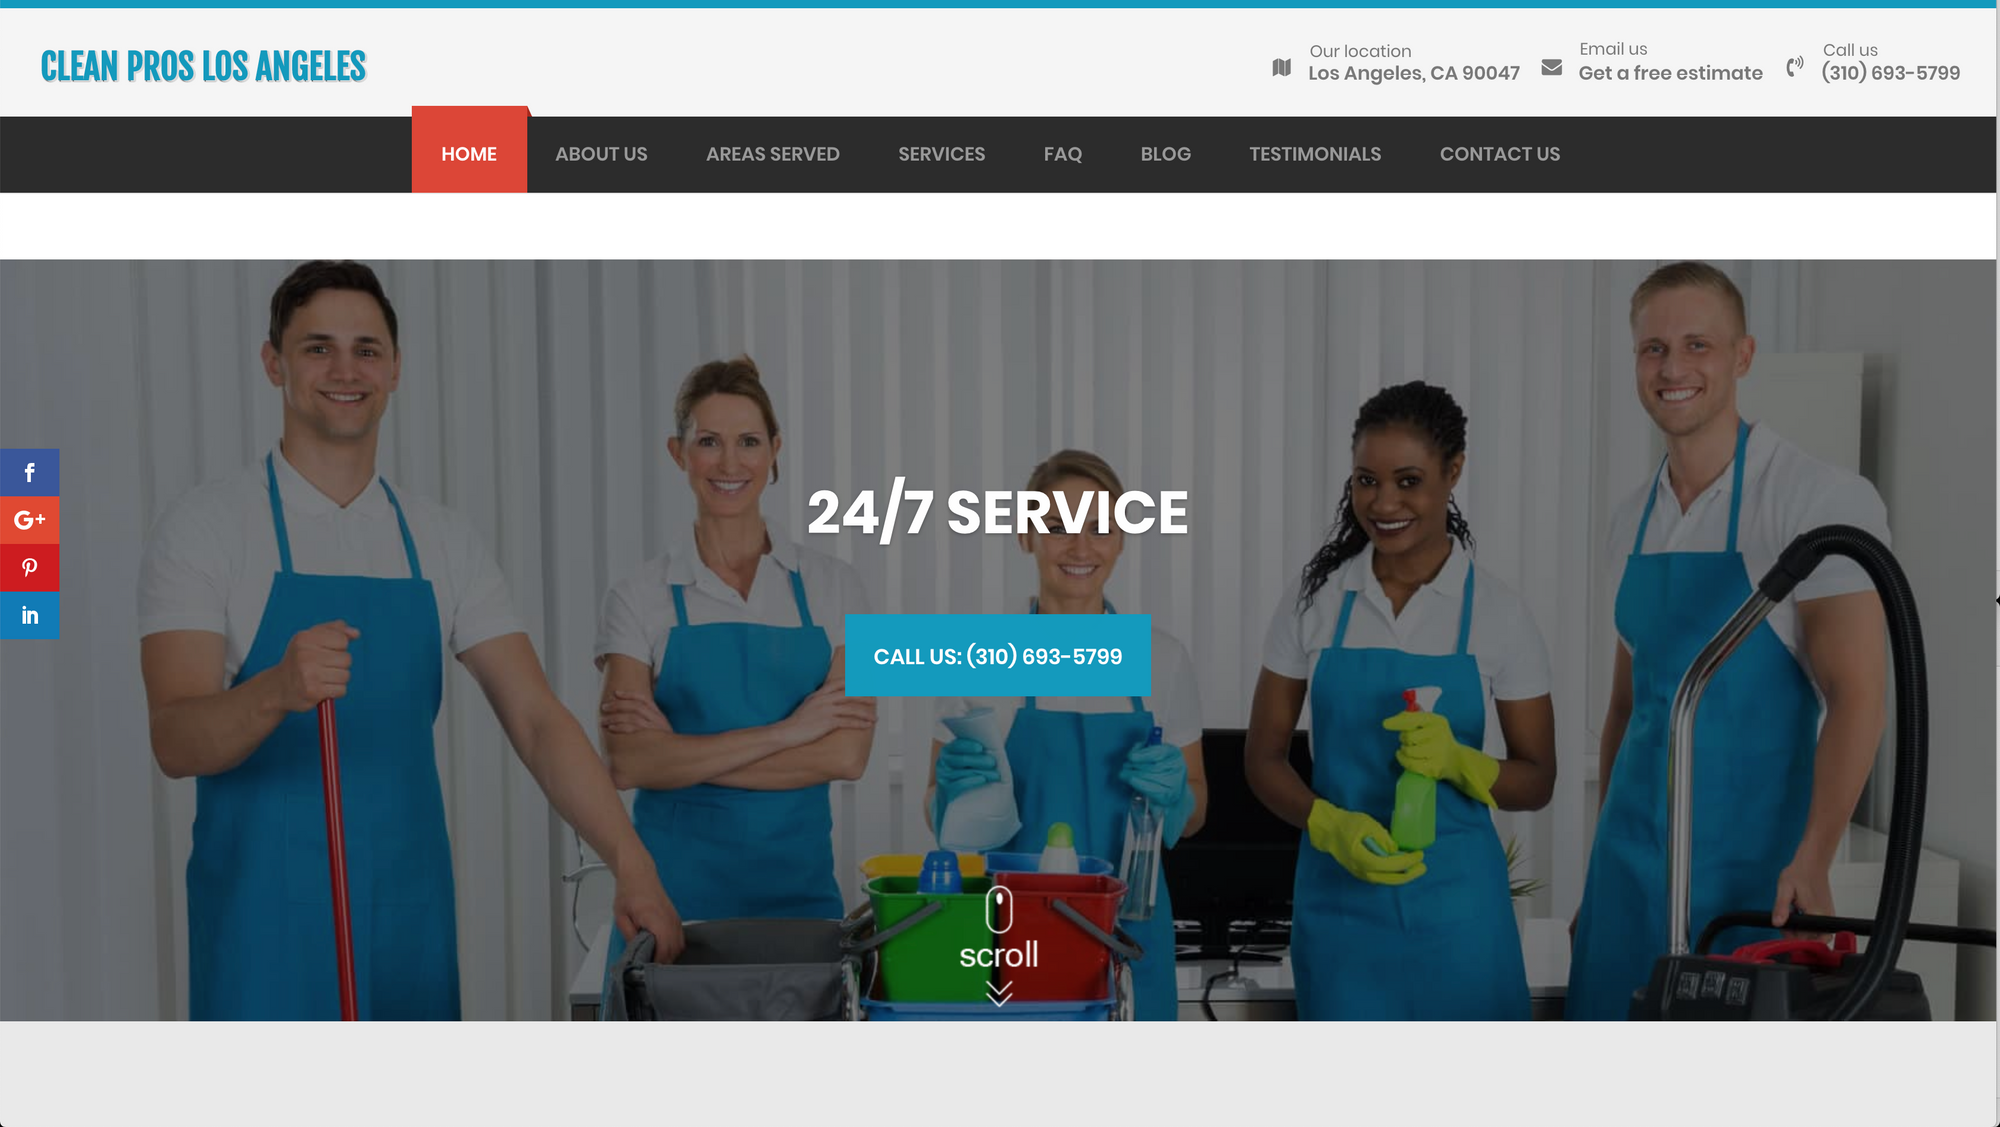 CLEAN PROS LOS ANGELES
Our location
Los Angeles, CA 90047
Email us
Get a free estimate
Call us
(310) 693-5799
HOME
ABOUT US
AREAS SERVED
SERVICES
FAQ
BLOG
TESTIMONIALS
CONTACT US
f
G+
in
24/7 SERVICE
CALL US: (310) 693-5799
scroll